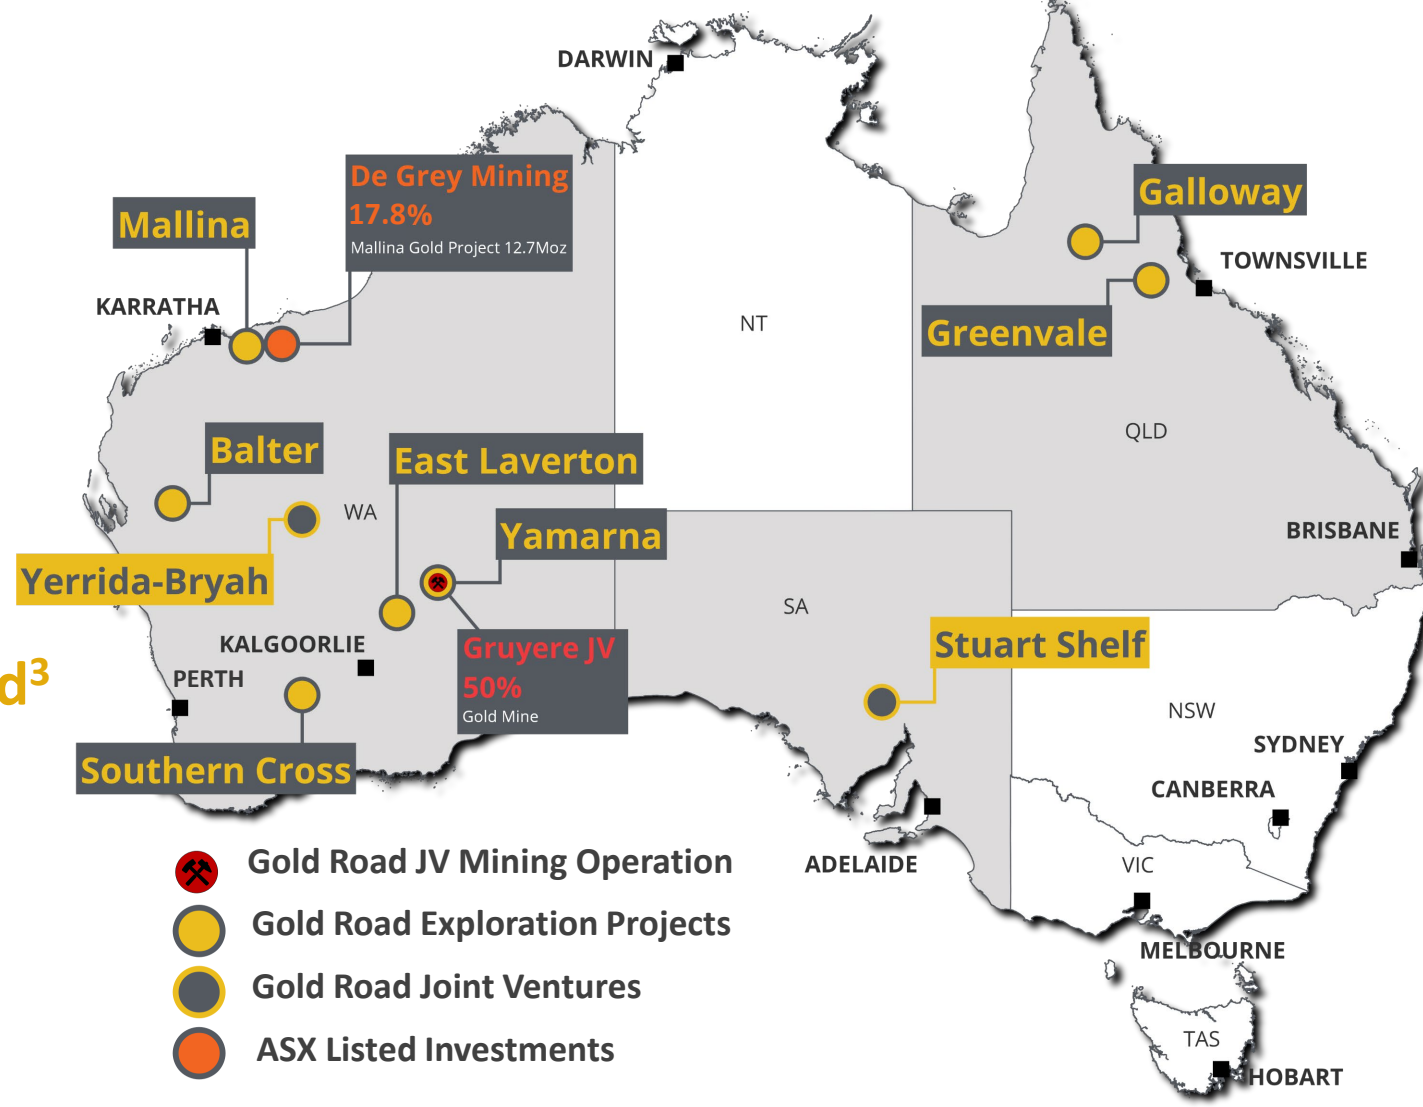 DARWIN
De Grey Mining
17.8%
Mallina Gold Project 12.7Moz
Mallina
Galloway
TOWNSVILLE
KARRATHA
NT
Greenvale
QLD
Balter
East Laverton
WA
Yamarna
BRISBANE
Yerrida-Bryah
SA
KALGOORLIE
Gruyere JV
50%
Gold Mine
Stuart Shelf
d³
PERTH
NSW
SYDNEY
Southern Cross
CANBERRA
ADELAIDE
VIC
MELBOURNE
TAS
HOBART
Gold Road JV Mining Operation
Gold Road Exploration Projects
Gold Road Joint Ventures
ASX Listed Investments